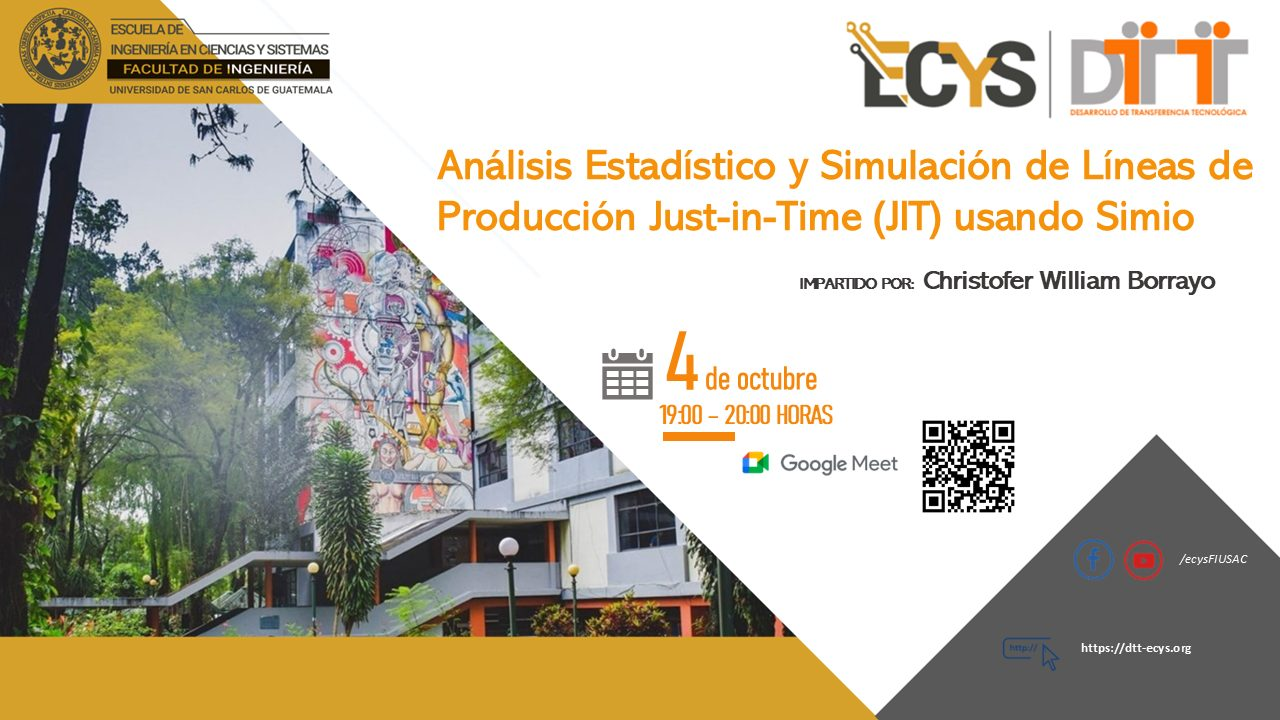 ESCUELA DE
INGENIERÍA EN CIENCIAS Y SISTEMAS
FACULTAD DE INGENIERÍA
UNIVERSIDAD DE SAN CARLOS DE GUATEMALA
ECYS
DTT
DESARROLLO DE TRANSFERENCIA TECNOLÓGICA
Análisis Estadístico y Simulación de Líneas de
Producción Just-in-Time (JIT) usando Simio
IMPARTIDO POR: Christofer William Borrayo
4 de octubre
19:00 – 20:00 HORAS
Google Meet
/ecysFIUSAC
http://
https://dtt-ecys.org